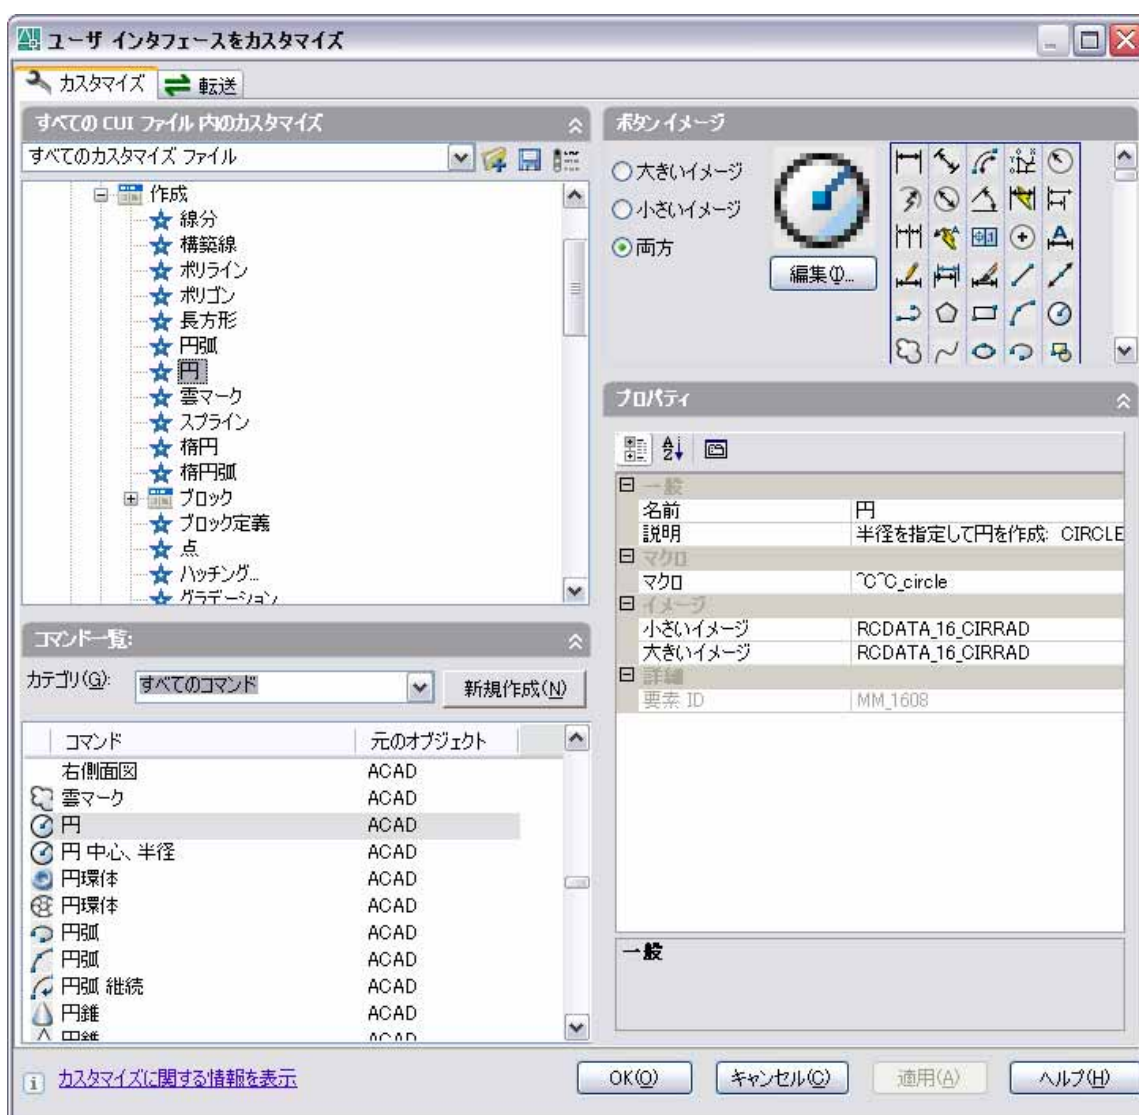 ユーザ インタフェースをカスタマイズ
カスタマイズ
転送
すべての CUI ファイル 内のカスタマイズ
すべてのカスタマイズ ファイル
作成
線分
構築線
ポリライン
ポリゴン
長方形
円弧
円
雲マーク
スプライン
楕円
楕円弧
ブロック
ブロック定義
点
ハッチング...
グラデーション
コマンド一覧:
カテゴリ(G):
すべてのコマンド
新規作成(N)
コマンド 元のオブジェクト
右側面図 ACAD
雲マーク ACAD
円 ACAD
円 中心、半径 ACAD
円環体 ACAD
円環体 ACAD
円弧 ACAD
円弧 ACAD
円弧 継続 ACAD
円錐 ACAD
円錐 ACAD
ボタン イメージ
大きいイメージ
小さいイメージ
両方
編集(I)...
プロパティ
一般
名前 円
説明 半径を指定して円を作成: CIRCLE
マクロ
マクロ ^C^C_circle
イメージ
小さいイメージ RCDATA_16_CIRRAD
大きいイメージ RCDATA_16_CIRRAD
詳細
要素 ID MM_1608
一般
カスタマイズに関する情報を表示
OK(O)
キャンセル(C)
適用(A)
ヘルプ(H)